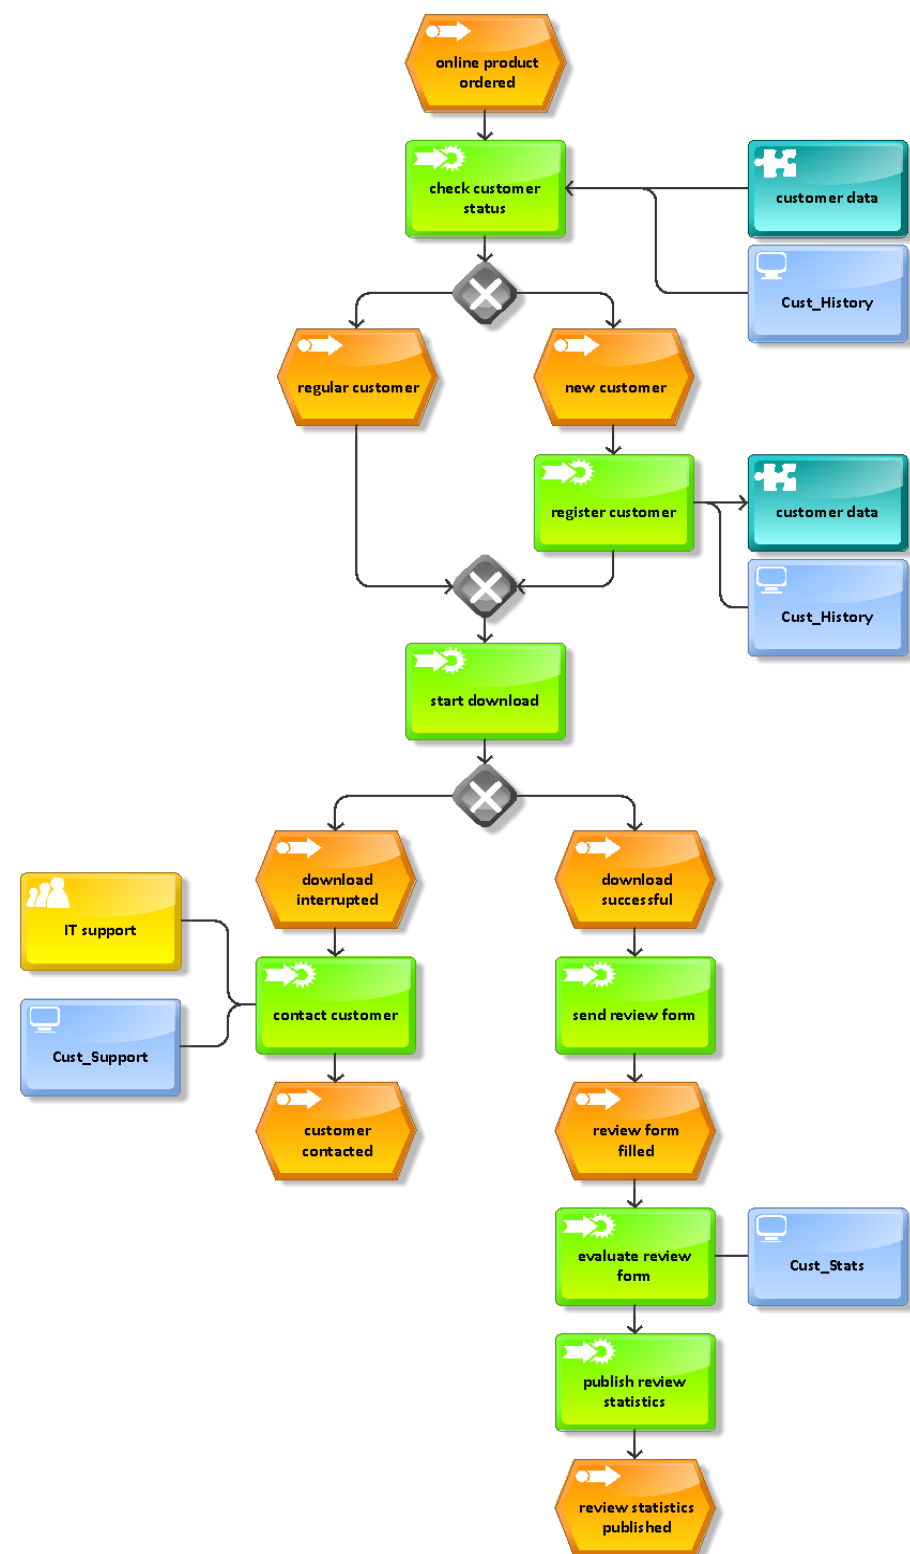 online product
ordered
check customer
status
customer data
Cust_History
regular customer
new customer
register customer
customer data
Cust_History
start download
download
interrupted
download
successful
IT support
contact customer
send review form
Cust_Support
customer
contacted
review form
filled
evaluate review
form
Cust_Stats
publish review
statistics
review statistics
published